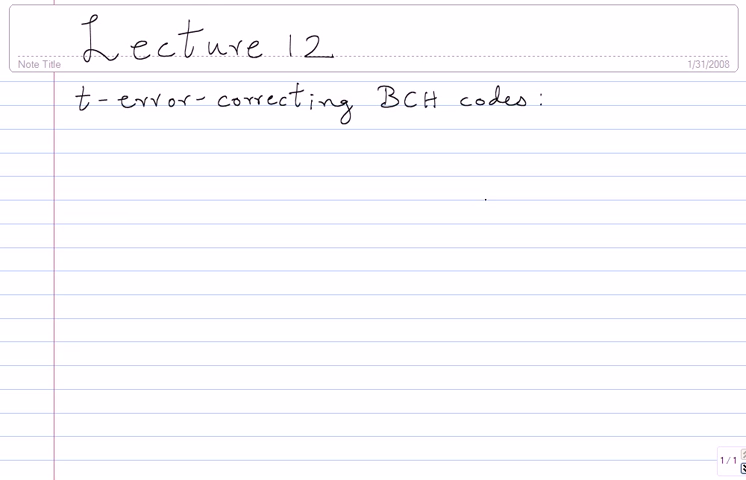 Lecture 12
Note Title
1/31/2008
t-error-correcting BCH codes:
1/1